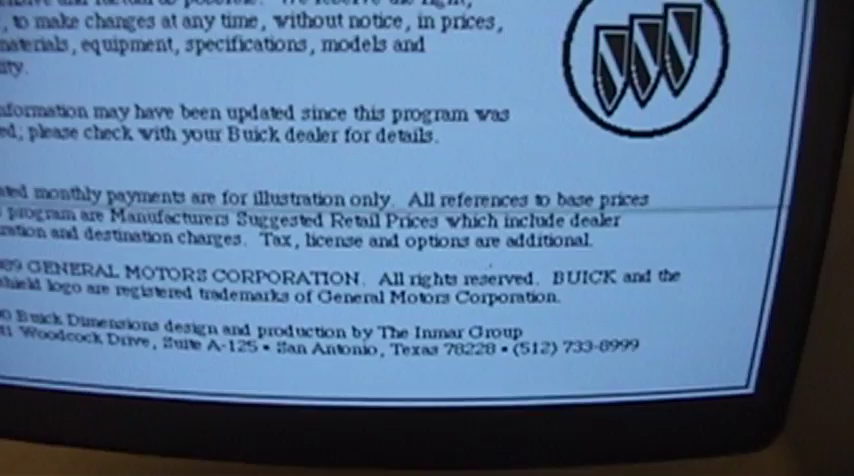 to make changes at any time, without notice, in prices,
materials, equipment, specifications, models and
information may have been updated since this program was
please check with your Buick dealer for details.
monthly payments are for illustration only. All references to base prices
program are Manufacturers Suggested Retail Prices which include dealer
and destination charges. Tax, license and options are additional.
89 GENERAL MOTORS CORPORATION. All rights reserved. BUICK and the
shield logo are registered trademarks of General Motors Corporation.
Buick Dimensions design and production by The Inmar Group
Woodcock Drive, Suite A-125 • San Antonio, Texas 78228 • (512) 733-8999